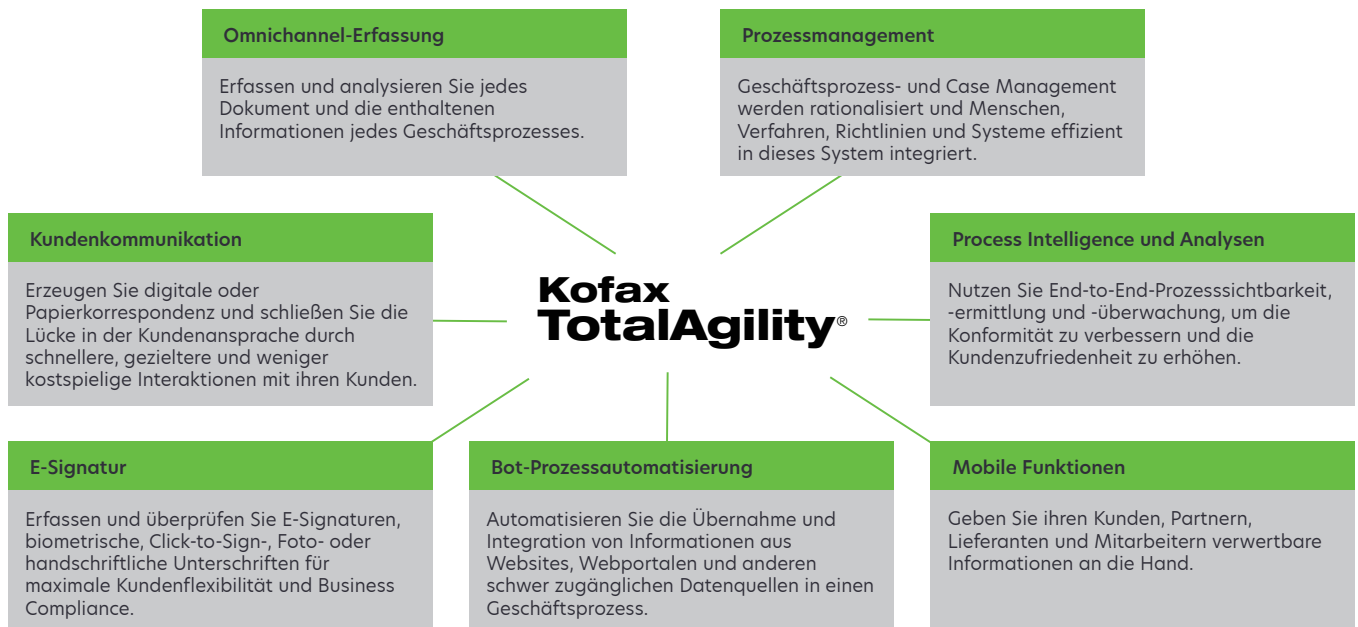 Omnichannel-Erfassung
Erfassen und analysieren Sie jedes
Dokument und die enthaltenen
Informationen jedes Geschäftsprozesses.
Prozessmanagement
Geschäftsprozess- und Case Management
werden rationalisiert und Menschen,
Verfahren, Richtlinien und Systeme effizient
in dieses System integriert.
Kundenkommunikation
Erzeugen Sie digitale oder
Papierkorrespondenz und schließen Sie die
Lücke in der Kundenansprache durch
schnellere, gezieltere und weniger
kostspielige Interaktionen mit ihren Kunden.
Kofax
TotalAgility®
Process Intelligence und Analysen
Nutzen Sie End-to-End-Prozesssichtbarkeit,
-ermittlung und -überwachung, um die
Konformität zu verbessern und die
Kundenzufriedenheit zu erhöhen.
E-Signatur
Erfassen und überprüfen Sie E-Signaturen,
biometrische, Click-to-Sign-, Foto- oder
handschriftliche Unterschriften für
maximale Kundenflexibilität und Business
Compliance.
Bot-Prozessautomatisierung
Automatisieren Sie die Übernahme und
Integration von Informationen aus
Websites, Webportalen und anderen
schwer zugänglichen Datenquellen in einen
Geschäftsprozess.
Mobile Funktionen
Geben Sie ihren Kunden, Partnern,
Lieferanten und Mitarbeitern verwertbare
Informationen an die Hand.